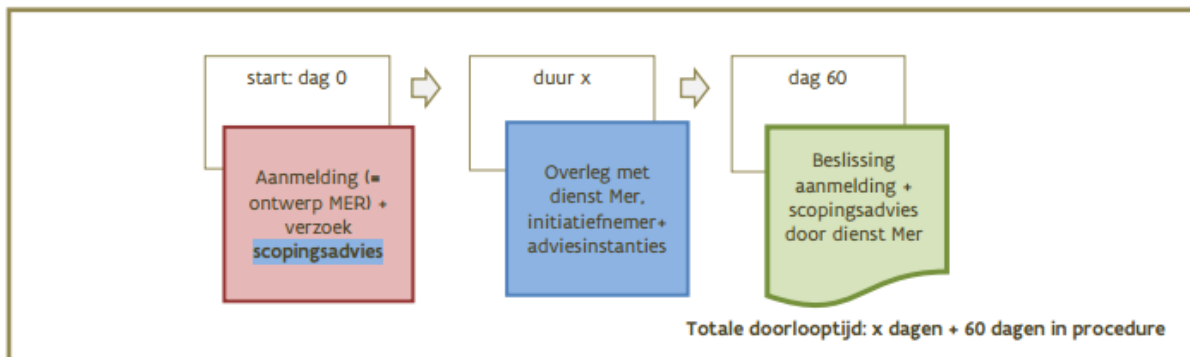 start: dag 0
duur x
dag 60
Aanmelding (=
ontwerp MER) +
verzoek
scopingsadvies
Overleg met
dienst Mer,
initiatiefnemer+
adviesinstanties
Beslissing
aanmelding +
scopingsadvies
door dienst Mer
Totale doorlooptijd: x dagen + 60 dagen in procedure